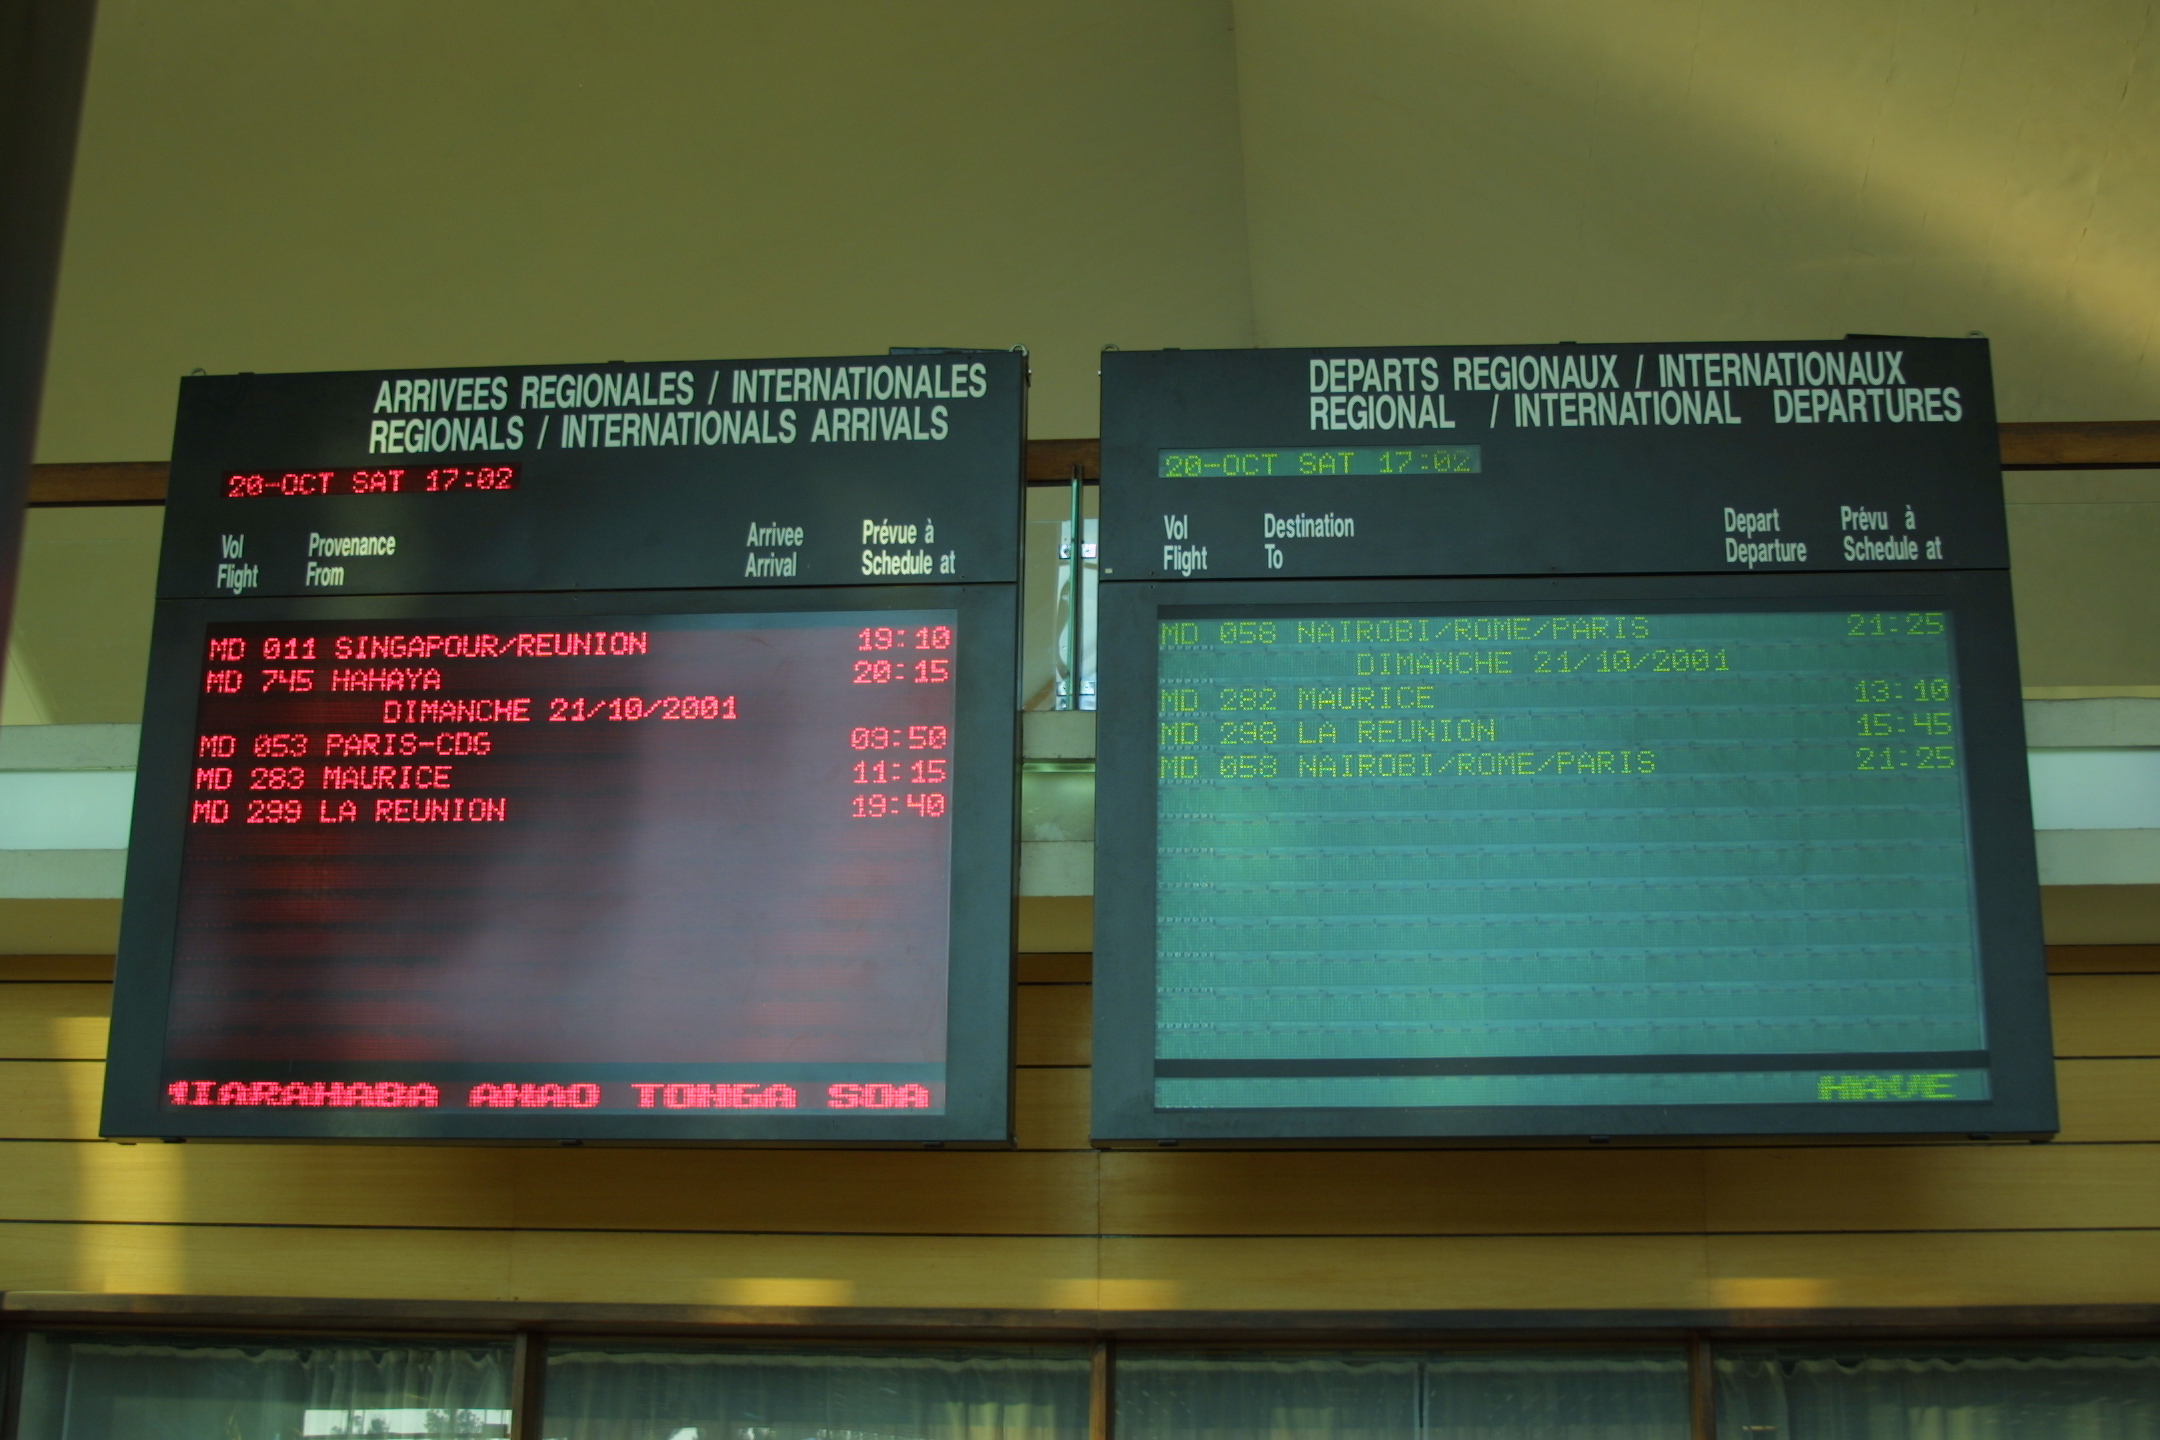 ARRIVEES REGIONALES / INTERNATIONALES
REGIONALS / INTERNATIONALS ARRIVALS
20-OCT SAT 17:02
Vol Provenance Arrivee Prévue à
Flight From Arrival Schedule at
MD 011 SINGAPOUR/REUNION 19:10
MD 745 HAHAYA 20:15
DIMANCHE 21/10/2001
MD 053 PARIS-CDG 09:50
MD 283 MAURICE 11:15
MD 299 LA REUNION 19:40
TONGA
DEPARTS REGIONAUX / INTERNATIONAUX
REGIONAL / INTERNATIONAL DEPARTURES
20-OCT SAT 17:02
Vol Destination Depart Prévu à
Flight To Departure Schedule at
MD 058 NAIROBI/ROME/PARIS 21:25
DIMANCHE 21/10/2001
MD 282 MAURICE 13:10
MD 298 LA REUNION 15:45
MD 058 NAIROBI/ROME/PARIS 21:25